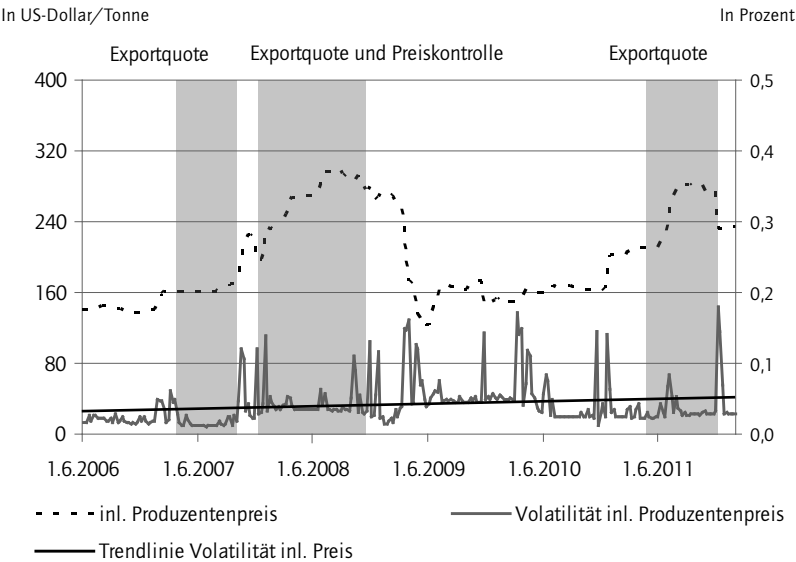 In US-Dollar/Tonne In Prozent
Exportquote Exportquote und Preiskontrolle Exportquote
400 0,5
320 0,4
240 0,3
160 0,2
80 0,1
0 0,0
1.6.2006 1.6.2007 1.6.2008 1.6.2009 1.6.2010 1.6.2011
inl. Produzentenpreis Volatilität inl. Produzentenpreis
Trendlinie Volatilität inl. Preis